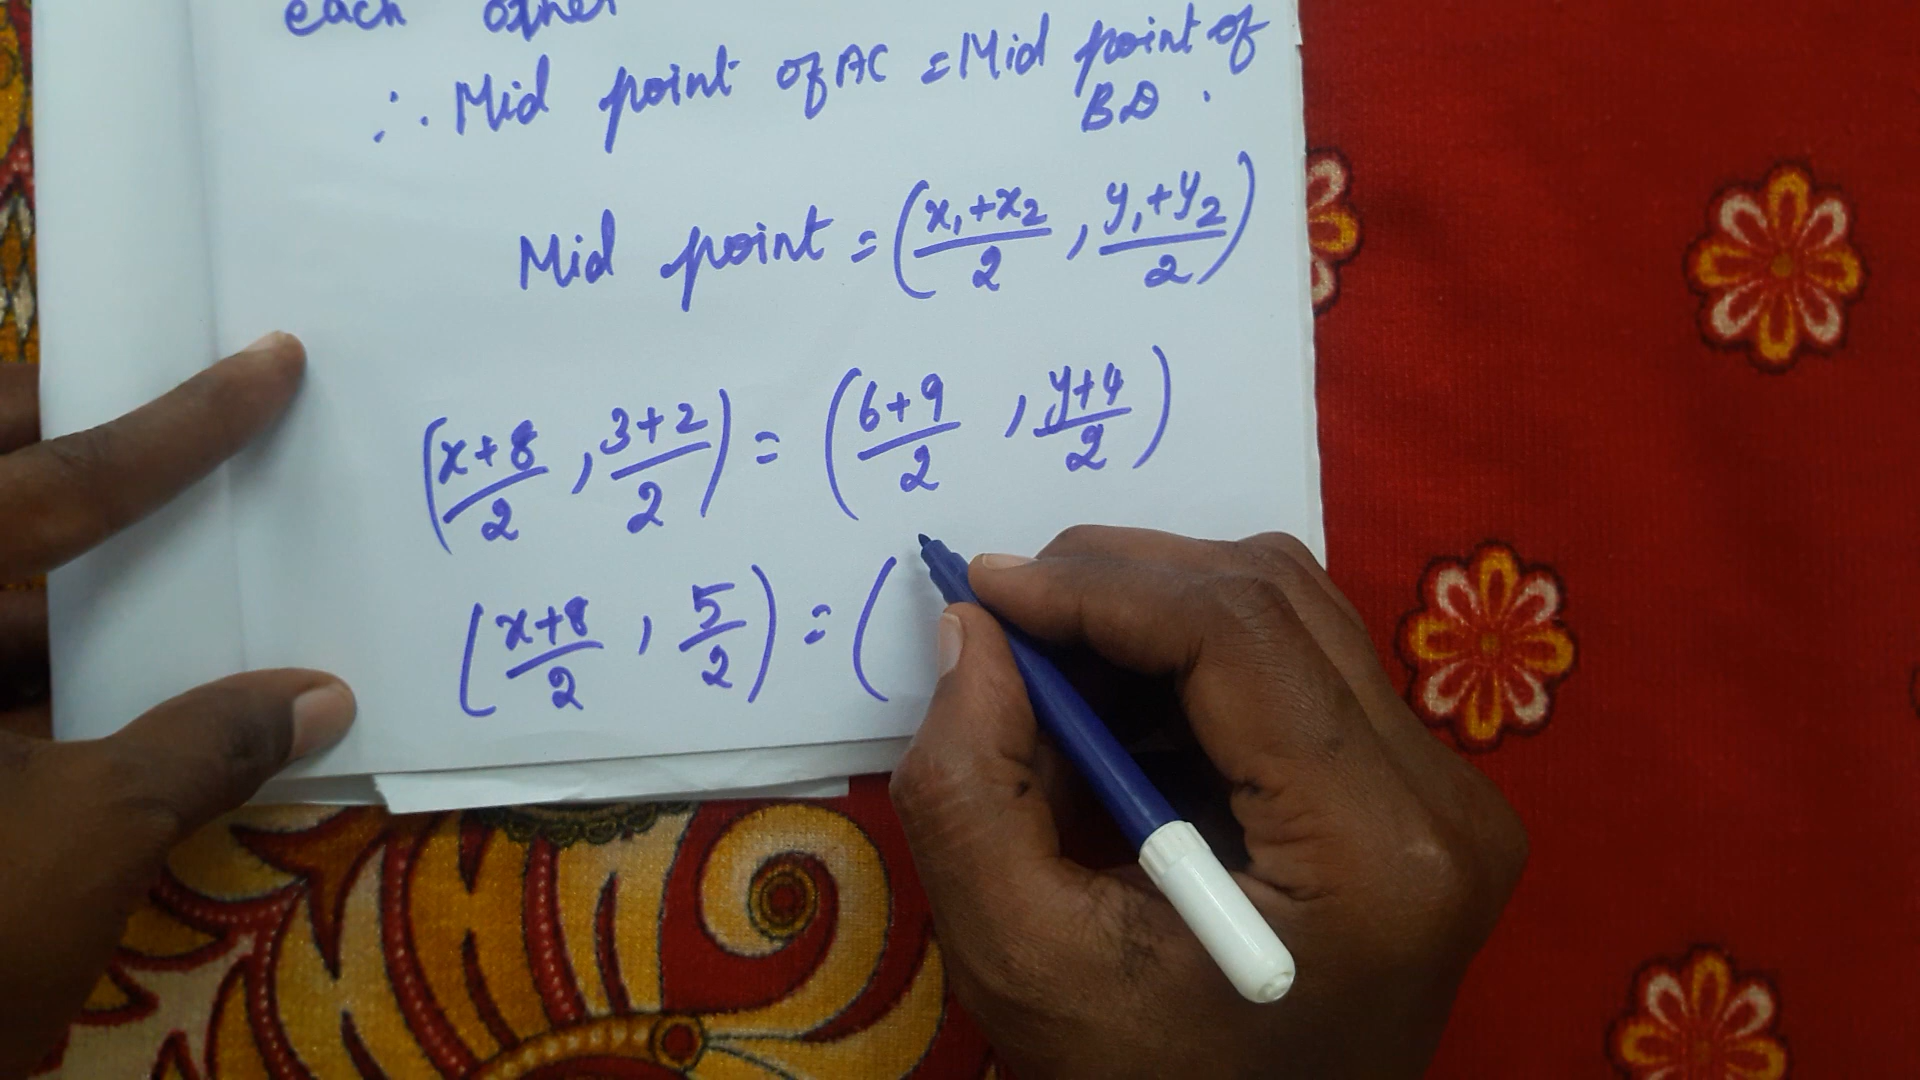 each other
∴ Mid point of AC = Mid point of
BD.
Mid point = (x₁+x₂/2, y₁+y₂/2)
(x+8/2, 3+2/2) = (6+9/2, y+4/2)
(x+8/2, 5/2) = (